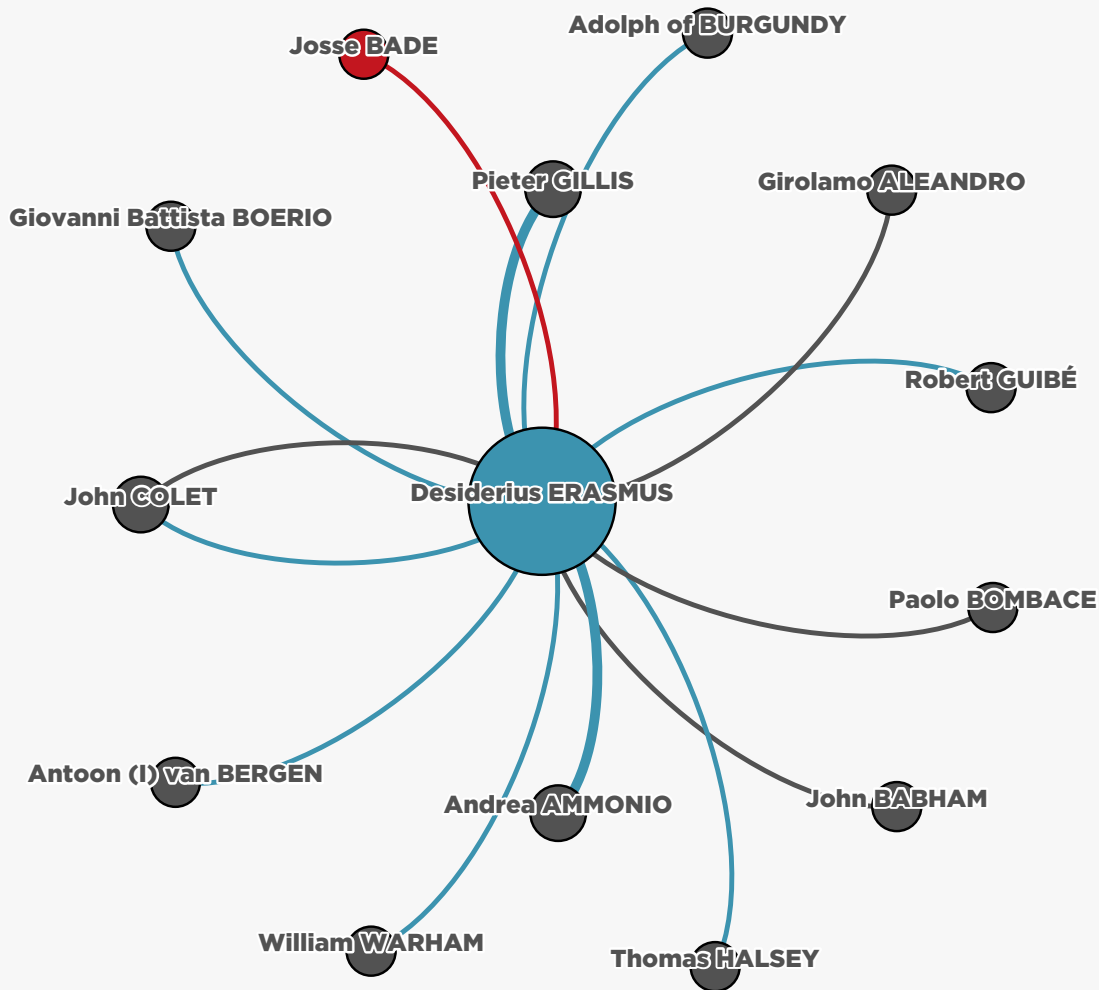 Adolph of BURGUNDY
Josse BADE
Pieter GILLIS
Girolamo ALEANDRO
Giovanni Battista BOERIO
Robert GUIBÉ
Desiderius ERASMUS
John COLET
Paolo BOMBACE
Antoon (I) van BERGEN
John BABHAM
Andrea AMMONIO
William WARHAM
Thomas HALSEY